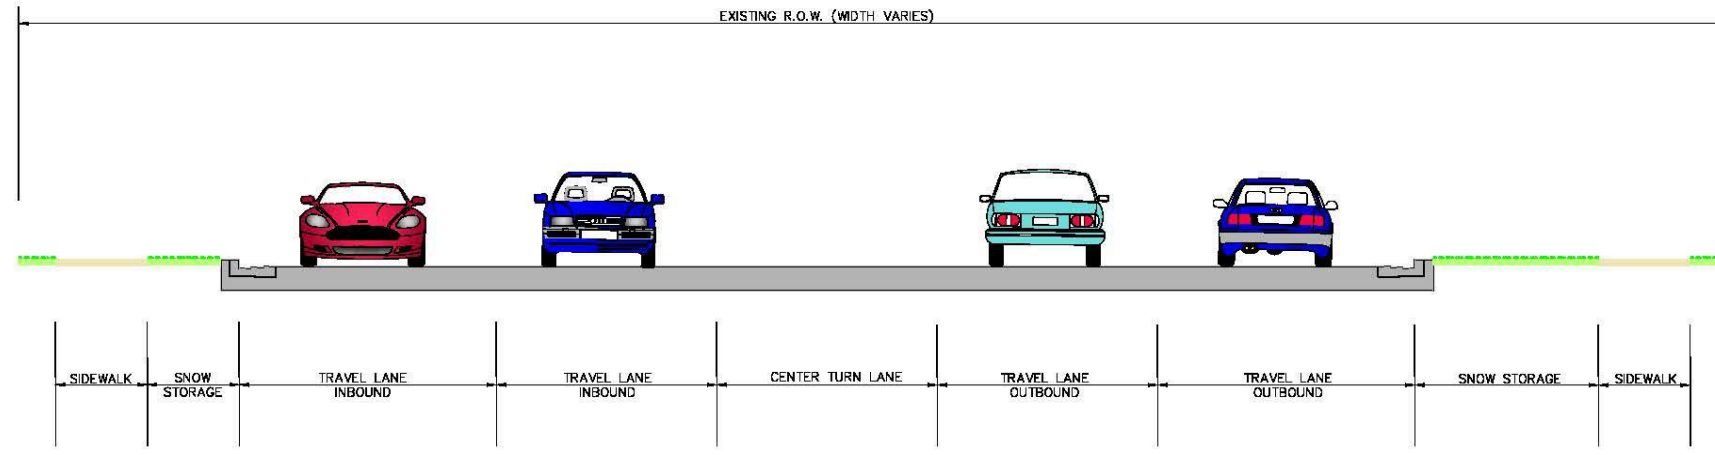 EXISTING R.O.W. (WIDTH VARIES)
SIDEWALK
SNOW
STORAGE
TRAVEL LANE
INBOUND
TRAVEL LANE
INBOUND
CENTER TURN LANE
TRAVEL LANE
OUTBOUND
TRAVEL LANE
OUTBOUND
SNOW STORAGE
SIDEWALK